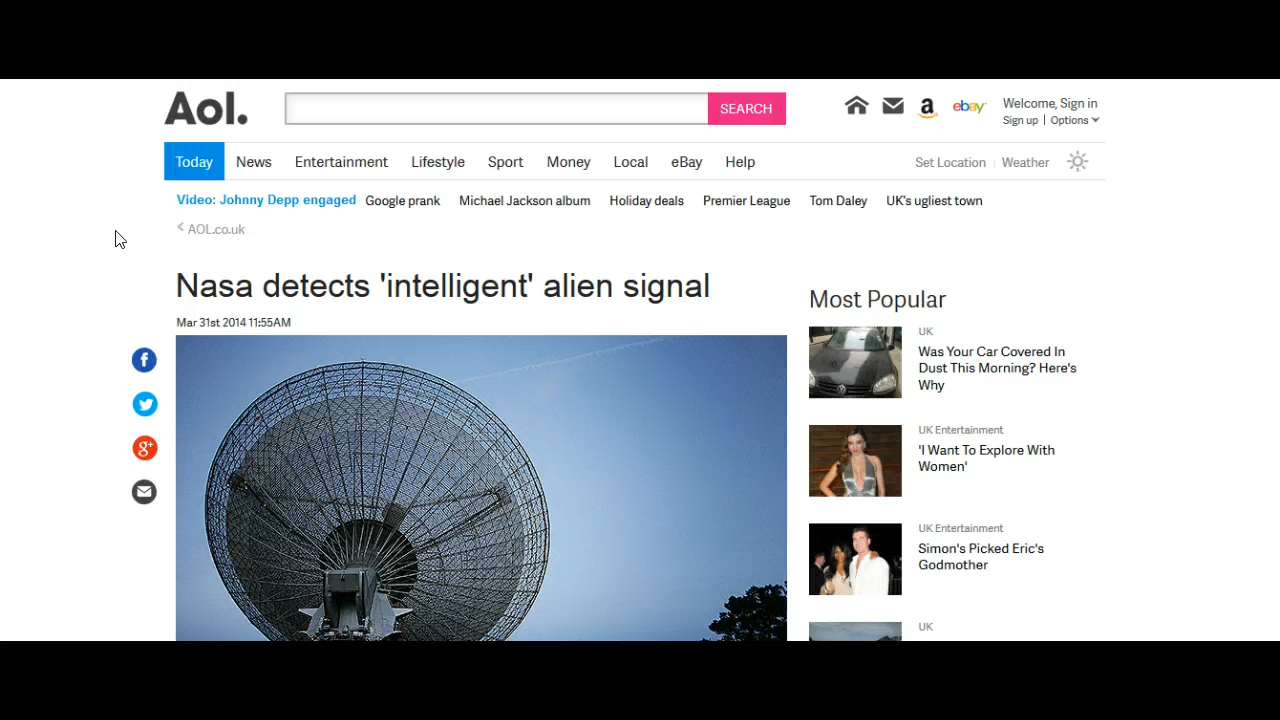 Aol.
SEARCH
a
ebay
Welcome, Sign in
Sign up | Options
Today News Entertainment Lifestyle Sport Money Local eBay Help
Set Location Weather
Video: Johnny Depp engaged Google prank Michael Jackson album Holiday deals Premier League Tom Daley UK's ugliest town
< AOL.co.uk
Nasa detects 'intelligent' alien signal
Mar 31st 2014 11:55AM
f
g+
Most Popular
UK
Was Your Car Covered In
Dust This Morning? Here's
Why
UK Entertainment
'I Want To Explore With
Women'
UK Entertainment
Simon's Picked Eric's
Godmother
UK